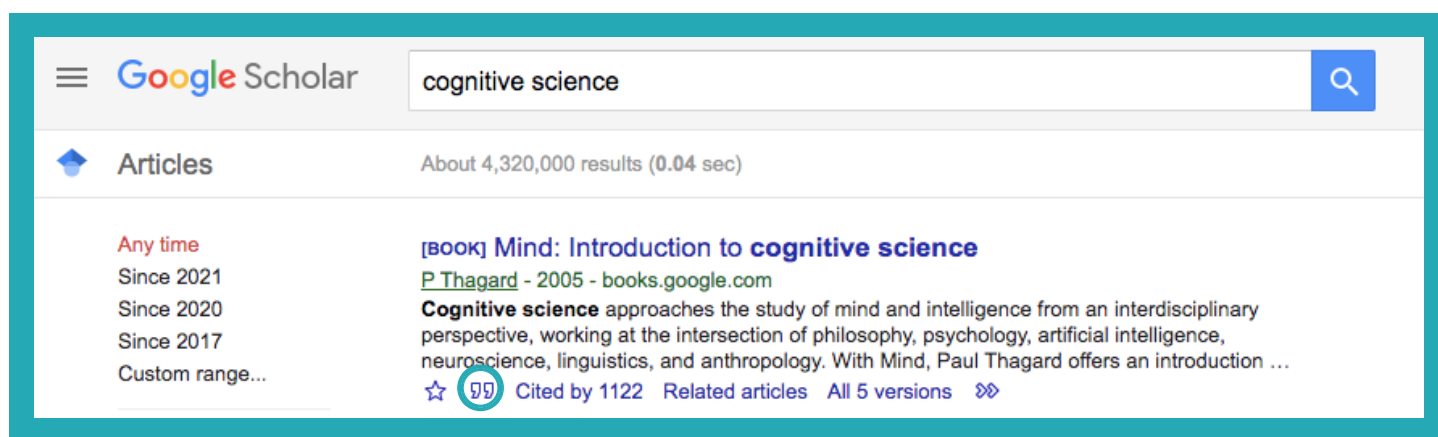 Google Scholar
cognitive science
Articles
About 4,320,000 results (0.04 sec)
Any time
Since 2021
Since 2020
Since 2017
Custom range...
[BOOK] Mind: Introduction to cognitive science
P Thagard - 2005 - books.google.com
Cognitive science approaches the study of mind and intelligence from an interdisciplinary
perspective, working at the intersection of philosophy, psychology, artificial intelligence,
neuroscience, linguistics, and anthropology. With Mind, Paul Thagard offers an introduction …
Cited by 1122 Related articles All 5 versions